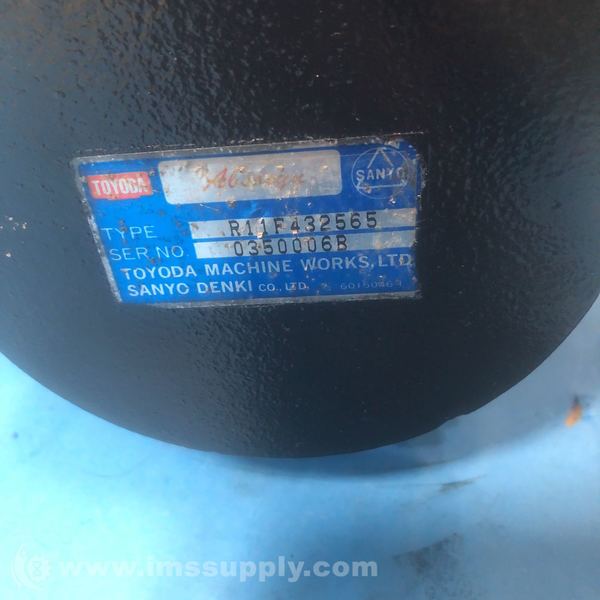 TOYODA
SANYO
TYPE R11F432565
SER.NO. 0350006B
TOYODA MACHINE WORKS, LTD.
SANYO DENKI CO., LTD.
www.imssupply.com